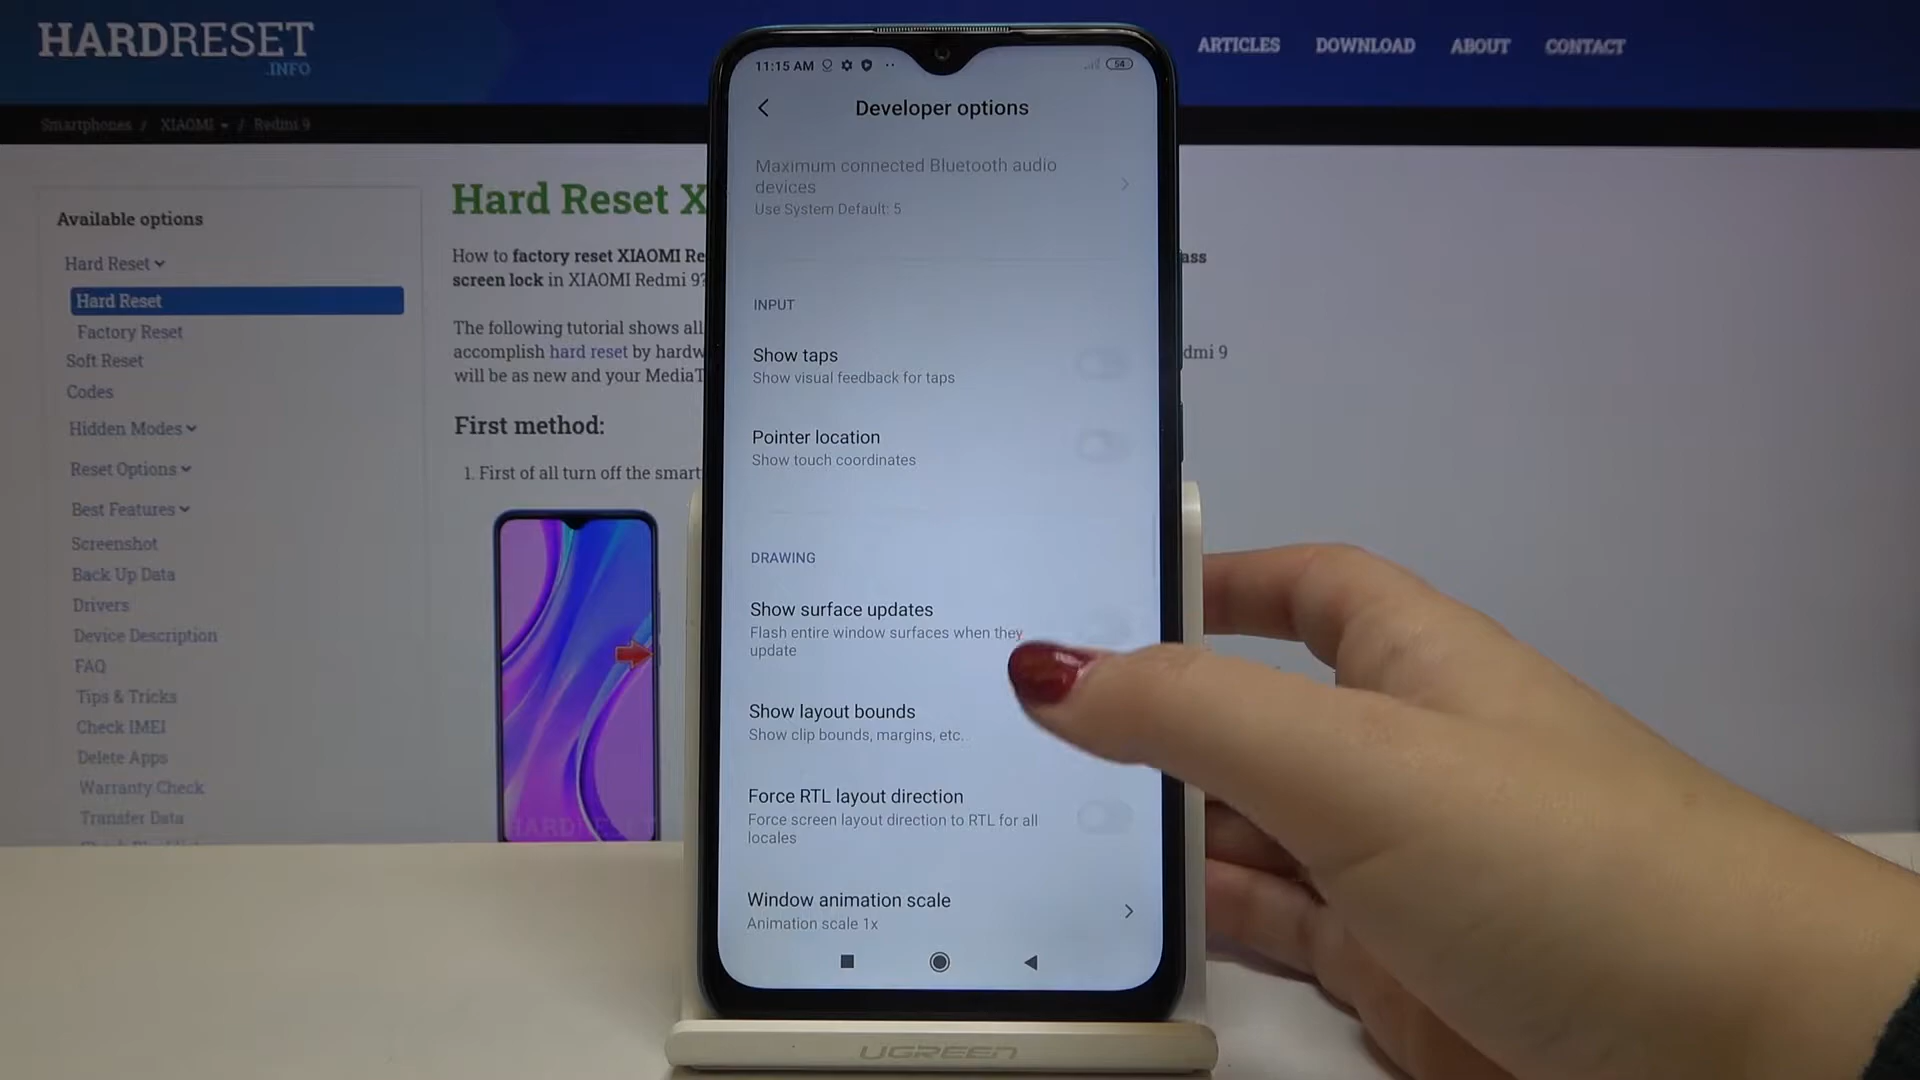 HARDRESET
.INFO
ARTICLES DOWNLOAD ABOUT CONTACT
Smartphones / XIAOMI / Redmi 9
Available options
Hard Reset
Hard Reset
Factory Reset
Soft Reset
Codes
Hidden Modes
Reset Options
Best Features
Screenshot
Back Up Data
Drivers
Device Description
FAQ
Tips & Tricks
Check IMEI
Delete Apps
Warranty Check
Transfer Data
Hard Reset X
How to factory reset XIAOMI Re
screen lock in XIAOMI Redmi 9?
The following tutorial shows all
accomplish hard reset by hardw
will be as new and your MediaT
First method:
1. First of all turn off the smart
ass
dmi 9
11:15 AM
54
Developer options
Maximum connected Bluetooth audio
devices
Use System Default: 5
INPUT
Show taps
Show visual feedback for taps
Pointer location
Show touch coordinates
DRAWING
Show surface updates
Flash entire window surfaces when they
update
Show layout bounds
Show clip bounds, margins, etc.
Force RTL layout direction
Force screen layout direction to RTL for all
locales
Window animation scale
Animation scale 1x
UGREEN